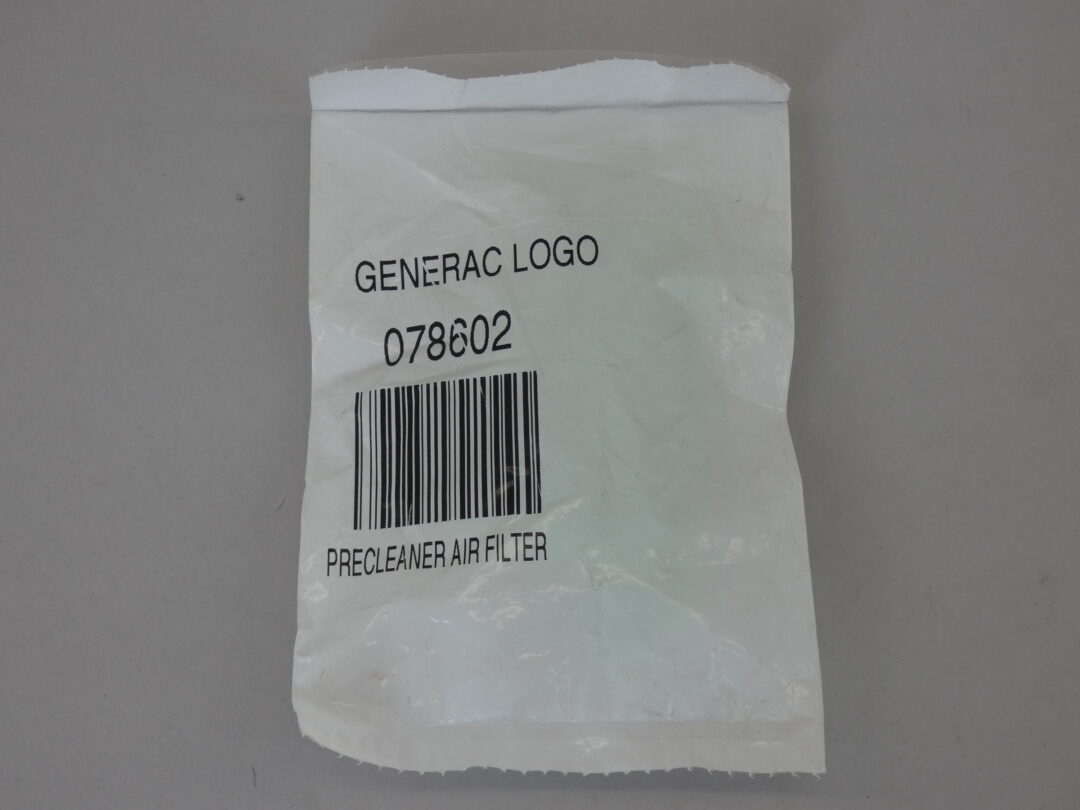 GENERAC LOGO
078602
PRECLEANER AIR FILTER